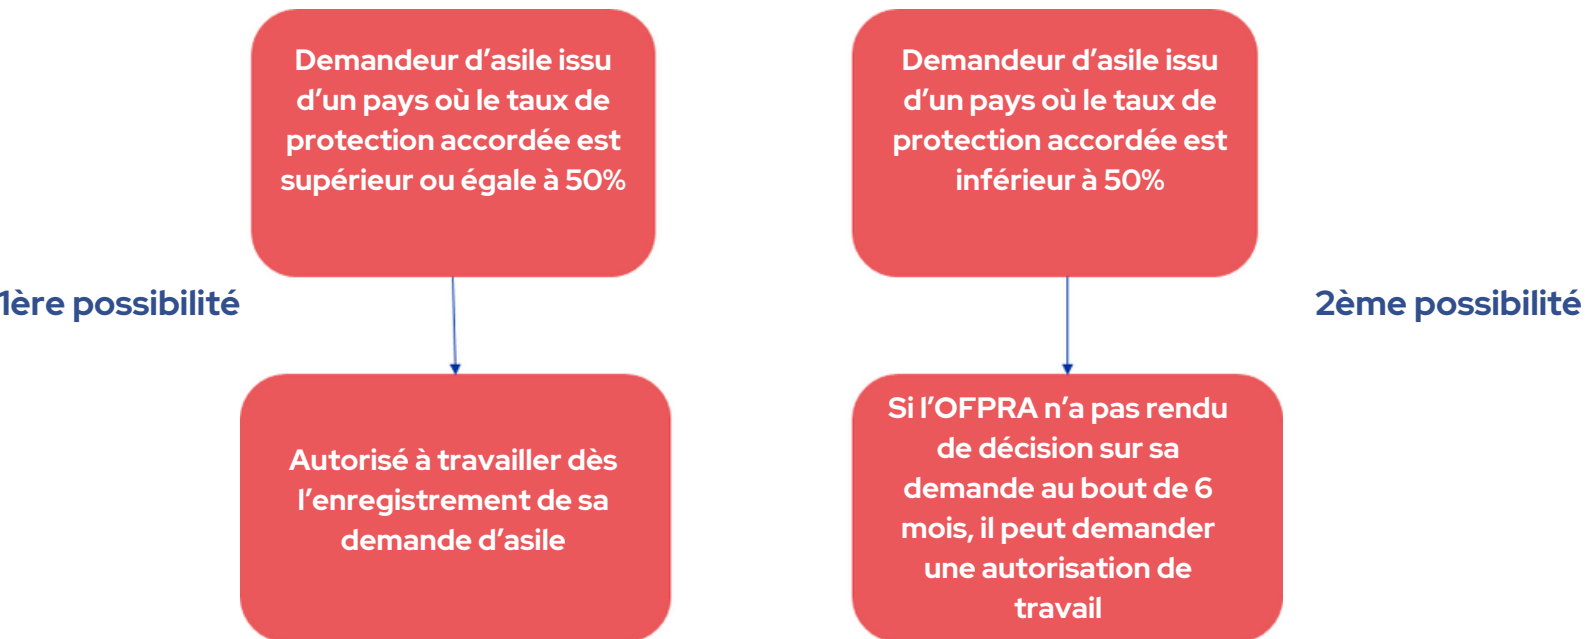 Demandeur d'asile issu
d'un pays où le taux de
protection accordée est
supérieur ou égale à 50%
1ère possibilité
Autorisé à travailler dès
l'enregistrement de sa
demande d'asile
Demandeur d'asile issu
d'un pays où le taux de
protection accordée est
inférieur à 50%
2ème possibilité
Si l'OFPRA n'a pas rendu
de décision sur sa
demande au bout de 6
mois, il peut demander
une autorisation de
travail